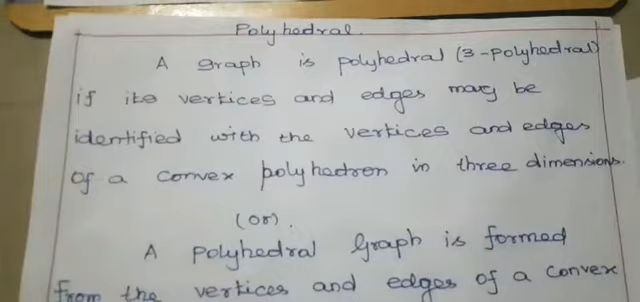 Polyhedral.
A graph is polyhedral (3-polyhedral)
if its vertices and edges may be
identified with the vertices and edges
of a convex polyhedron in three dimensions.
(or).
A polyhedral graph is formed
from the vertices and edges of a convex